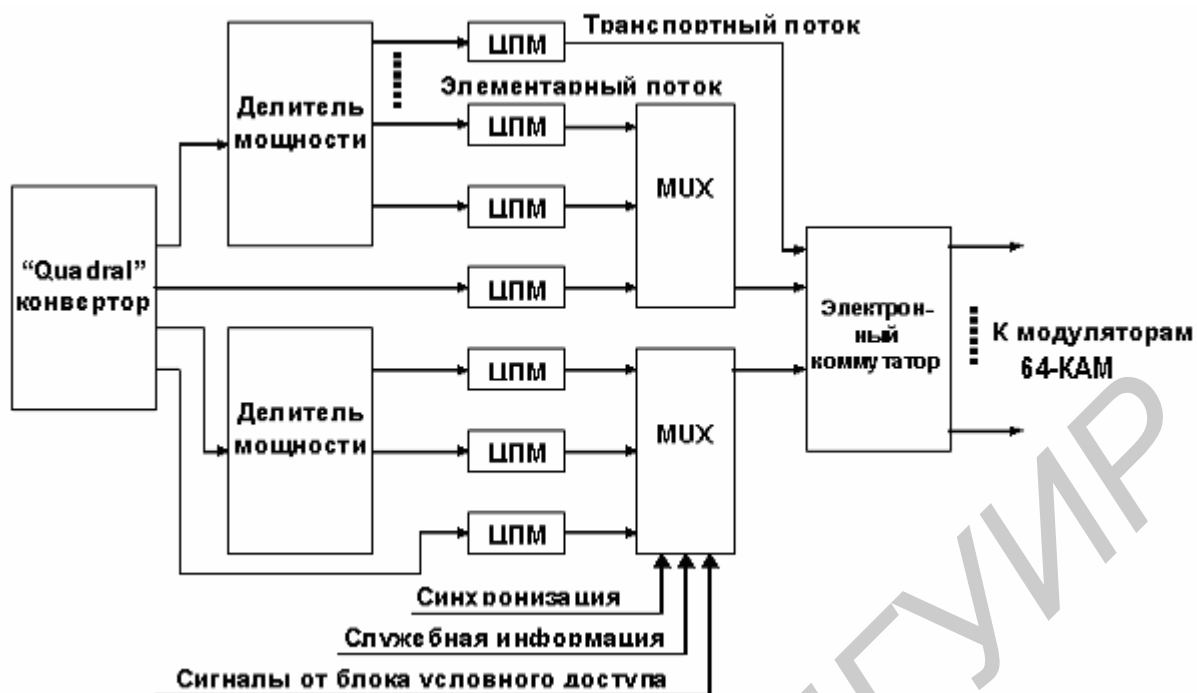 Транспортный поток
ЦПМ
Элементарный поток
Делитель
мощности
ЦПМ
MUX
ЦПМ
“Quadral”
конвертор
ЦПМ
Электрон-
ный
коммутатор
К модуляторам
64-КАМ
ЦПМ
Делитель
мощности
MUX
ЦПМ
ЦПМ
Синхронизация
Служебная информация
Сигналы от блока условного доступа
ГУИР